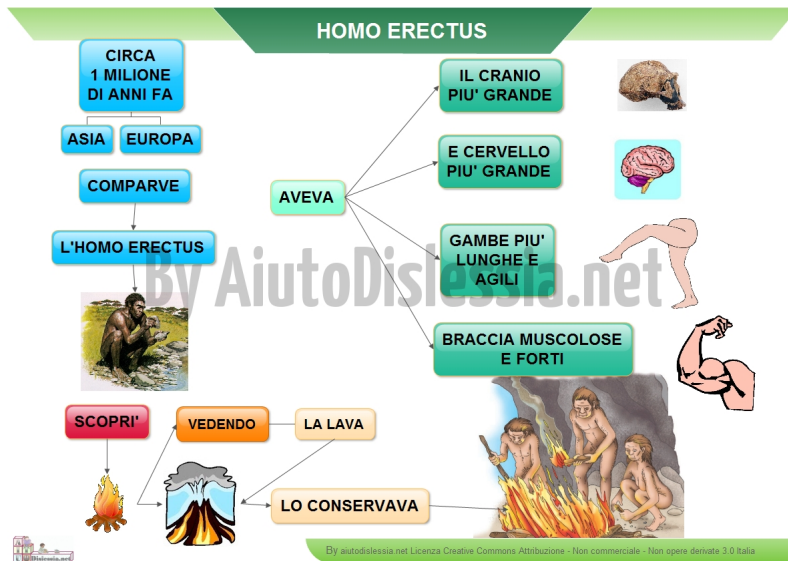 HOMO ERECTUS
CIRCA
1 MILIONE
DI ANNI FA
ASIA
EUROPA
COMPARVE
L'HOMO ERECTUS
AVEVA
IL CRANIO
PIU' GRANDE
E CERVELLO
PIU' GRANDE
GAMBE PIU'
LUNGHE E
AGILI
BRACCIA MUSCOLOSE
E FORTI
By AiutoDislessia.net
SCOPRI'
VEDENDO
LA LAVA
LO CONSERVAVA
By aiutodislessia.net Licenza Creative Commons Attribuzione - Non commerciale - Non opere derivate 3.0 Italia